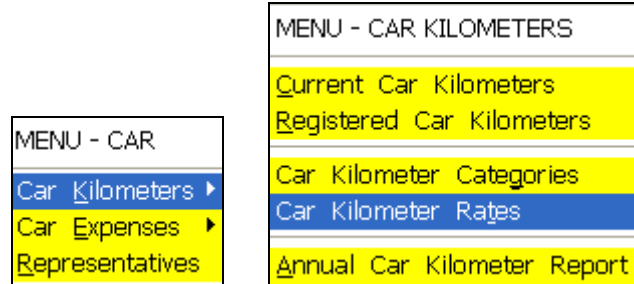 MENU - CAR
Car Kilometers
Car Expenses
Representatives
MENU - CAR KILOMETERS
Current Car Kilometers
Registered Car Kilometers
Car Kilometer Categories
Car Kilometer Rates
Annual Car Kilometer Report